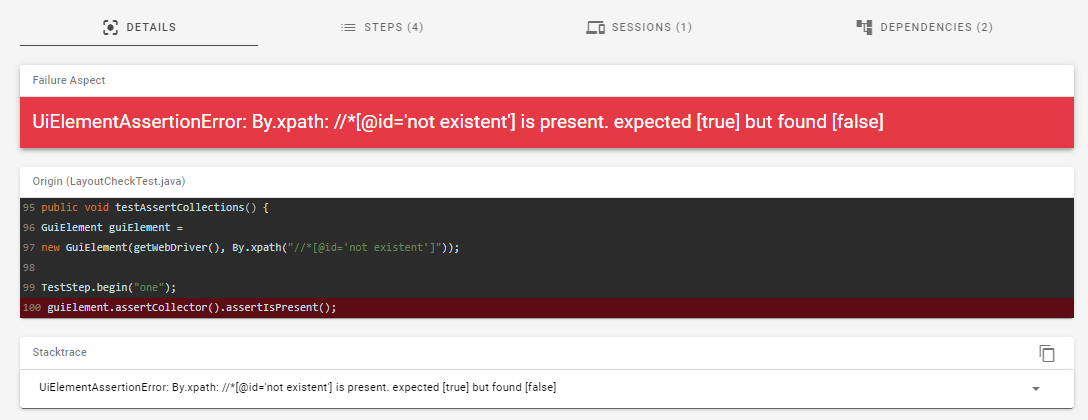 DETAILS STEPS (4) SESSIONS (1) DEPENDENCIES (2)
Failure Aspect
UiElementAssertionError: By.xpath: //*[@id='not existent'] is present. expected [true] but found [false]
Origin (LayoutCheckTest.java)
95 public void testAssertCollections() {
96 GuiElement guiElement =
97 new GuiElement(getWebDriver(), By.xpath("//*[@id='not existent']"));
98
99 TestStep.begin("one");
100 guiElement.assertCollector().assertIsPresent();
Stacktrace
UiElementAssertionError: By.xpath: //*[@id='not existent'] is present. expected [true] but found [false]